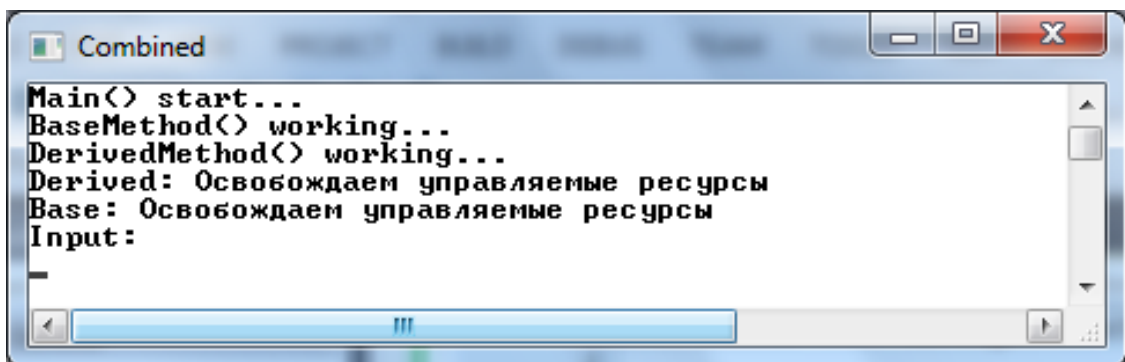 Combined
Main() start...
BaseMethod() working...
DerivedMethod() working...
Derived: Освобождаем управляемые ресурсы
Base: Освобождаем управляемые ресурсы
Input: